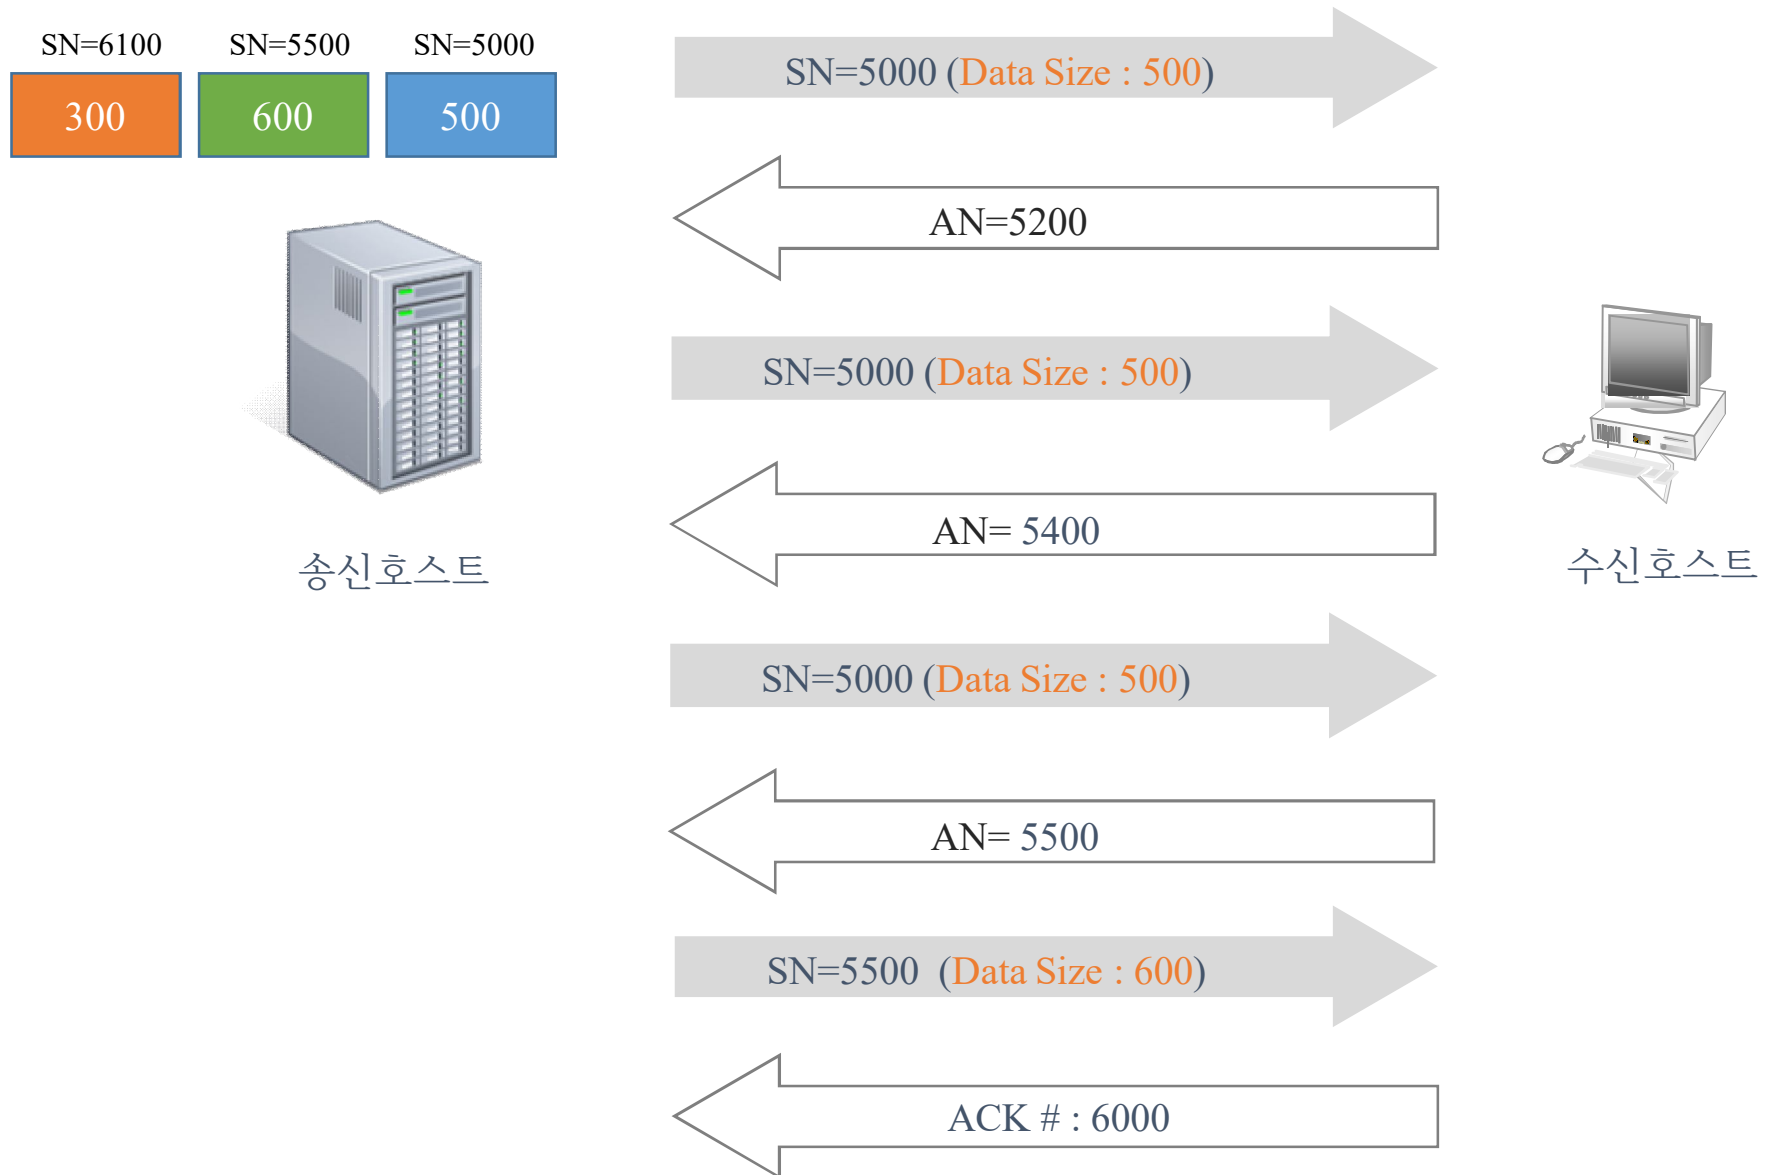 SN=6100 SN=5500 SN=5000
300 600 500
SN=5000 (Data Size : 500)
AN=5200
SN=5000 (Data Size : 500)
AN= 5400
송신호스트
수신호스트
SN=5000 (Data Size : 500)
AN= 5500
SN=5500 (Data Size : 600)
ACK # : 6000